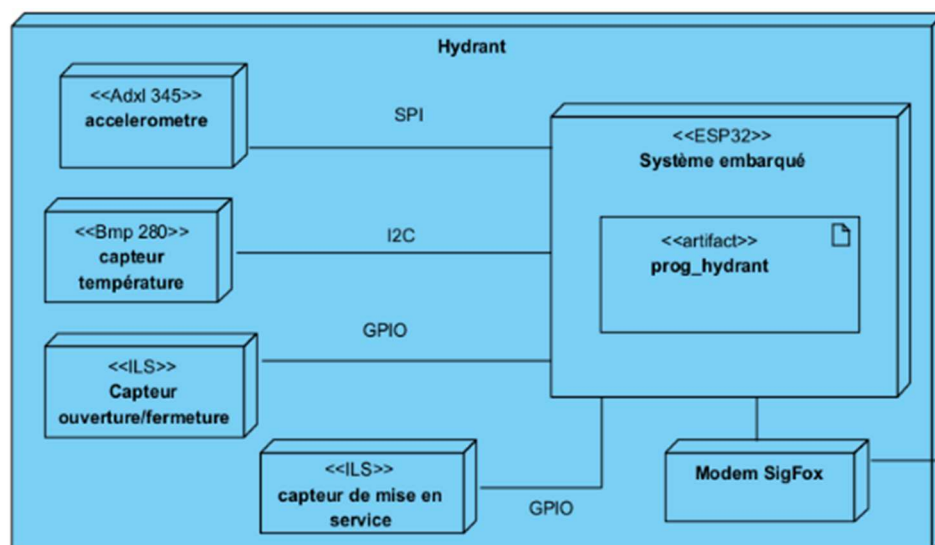 Hydrant
<<Adxl 345>>
accelerometre
SPI
<<ESP32>>
Système embarqué
<<Bmp 280>>
capteur
température
I2C
<<artifact>>
prog_hydrant
GPIO
<<ILS>>
Capteur
ouverture/fermeture
<<ILS>>
capteur de mise en
service
GPIO
Modem SigFox